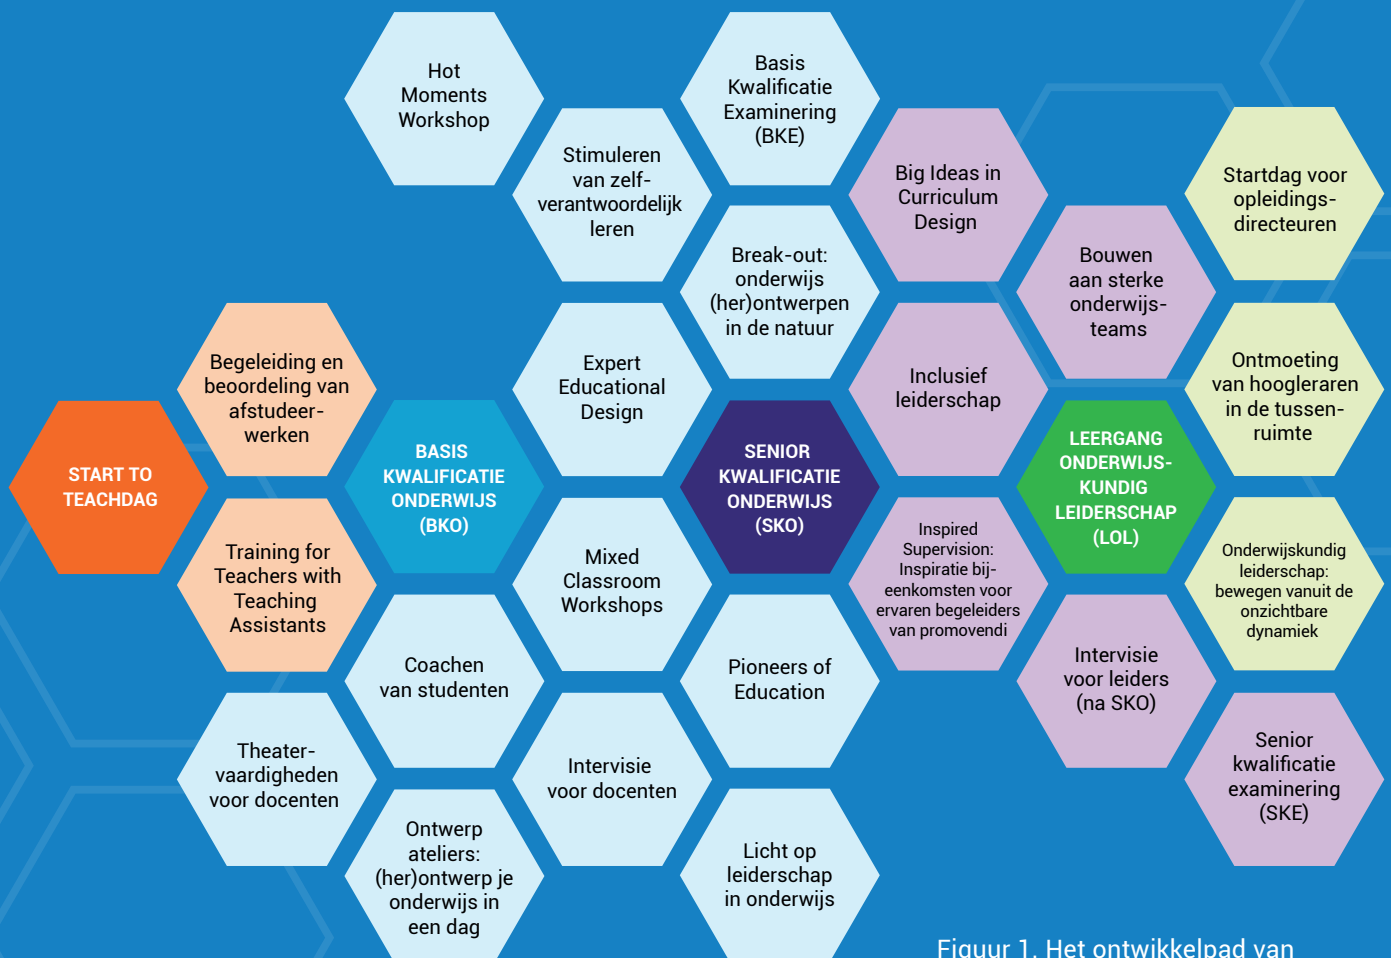 Hot
Moments
Workshop
Basis
Kwalificatie
Examinering
(BKE)
Stimuleren
van zelf-
verantwoordelijk
leren
Big Ideas in
Curriculum
Design
Startdag voor
opleidings-
directeuren
Break-out:
onderwijs
(her)ontwerpen
in de natuur
Bouwen
aan sterke
onderwijs-
teams
Begeleiding en
beoordeling van
afstudeer-
werken
Expert
Educational
Design
Inclusief
leiderschap
Ontmoeting
van hoogleraren
in de tussen-
ruimte
START TO
TEACHDAG
BASIS
KWALIFICATIE
ONDERWIJS
(BKO)
SENIOR
KWALIFICATIE
ONDERWIJS
(SKO)
LEERGANG
ONDERWIJS-
KUNDIG
LEIDERSCHAP
(LOL)
Training for
Teachers with
Teaching
Assistants
Mixed
Classroom
Workshops
Inspired
Supervision:
Inspiratie bij-
eenkomsten voor
ervaren begeleiders
van promovendi
Onderwijskundig
leiderschap:
bewegen vanuit de
onzichtbare
dynamiek
Coachen
van studenten
Pioneers of
Education
Intervisie
voor leiders
(na SKO)
Theater-
vaardigheden
voor docenten
Intervisie
voor docenten
Senior
kwalificatie
examinering
(SKE)
Ontwerp
ateliers:
(her)ontwerp je
onderwijs in
een dag
Licht op
leiderschap
in onderwijs
Figuur 1. Het ontwikkelpad van